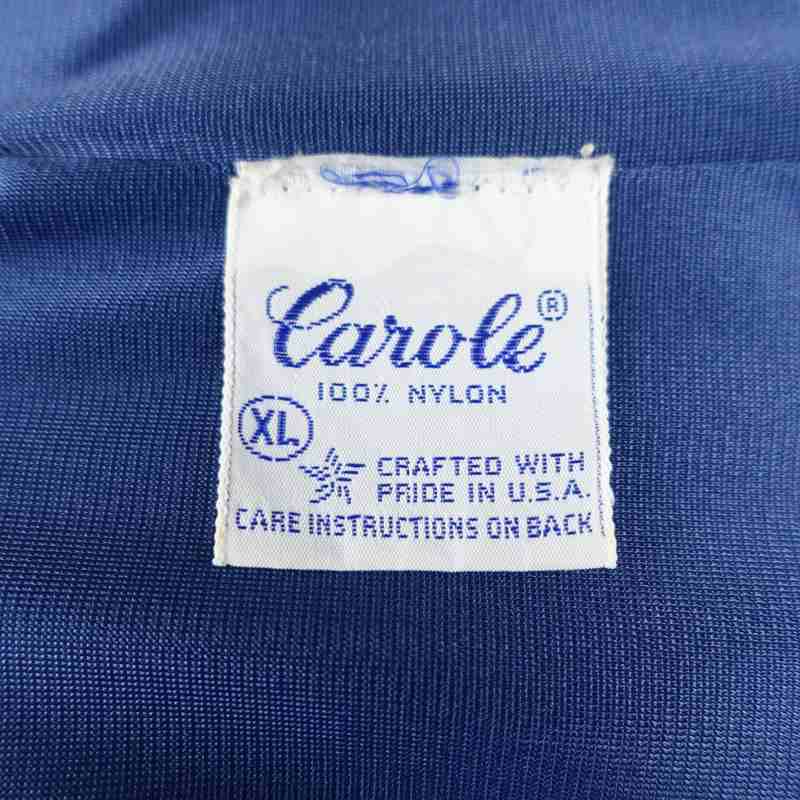 Carole®
100% NYLON
XL
CRAFTED WITH
PRIDE IN U.S.A.
CARE INSTRUCTIONS ON BACK